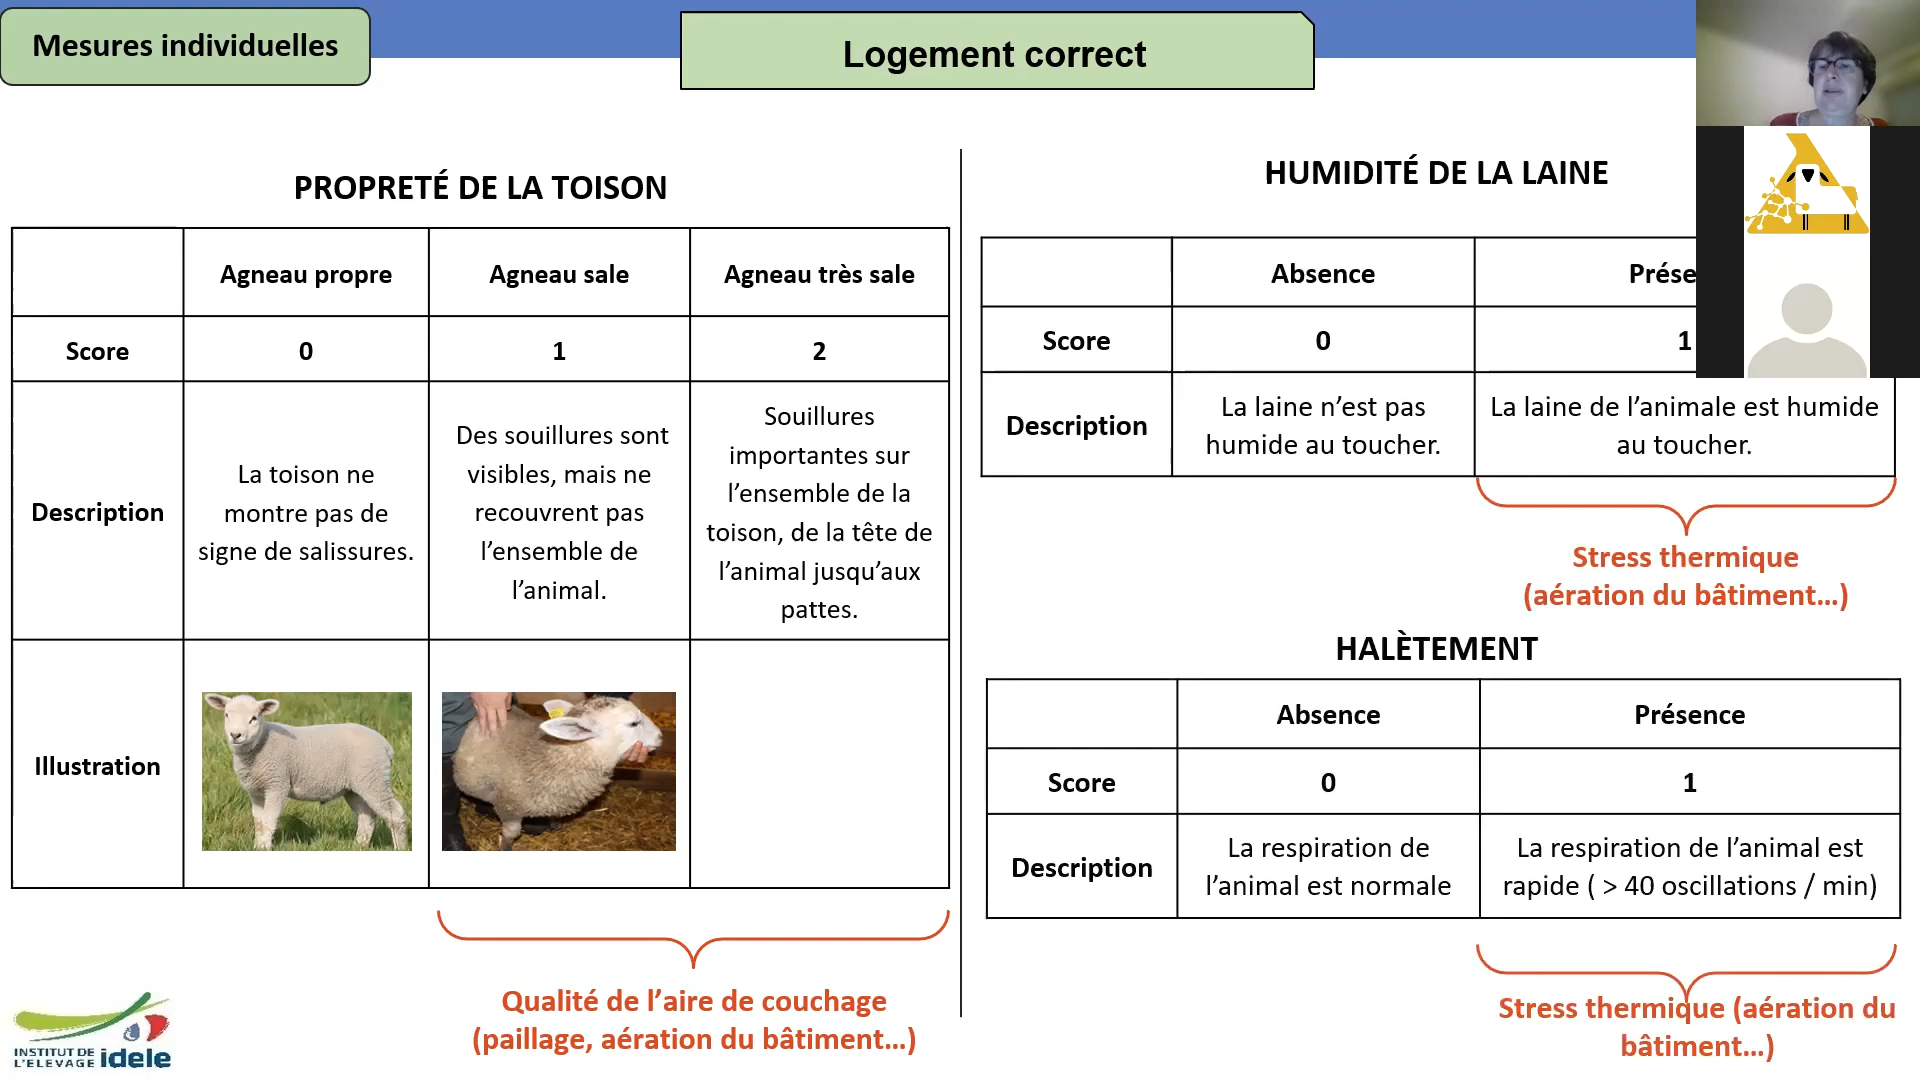 Mesures individuelles
Logement correct
PROPRETÉ DE LA TOISON
Agneau propre
Agneau sale
Agneau très sale
Score
0
1
2
Description
La toison ne
montre pas de
signe de salissures.
Des souillures sont
visibles, mais ne
recouvrent pas
l’ensemble de
l’animal.
Souillures
importantes sur
l’ensemble de la
toison, de la tête de
l’animal jusqu’aux
pattes.
Illustration
Qualité de l’aire de couchage
(paillage, aération du bâtiment...)
INSTITUT DE
L'ELEVAGE idele
HUMIDITÉ DE LA LAINE
Absence
Prése
Score
0
1
Description
La laine n’est pas
humide au toucher.
La laine de l’animale est humide
au toucher.
Stress thermique
(aération du bâtiment...)
HALÈTEMENT
Absence
Présence
Score
0
1
Description
La respiration de
l’animal est normale
La respiration de l’animal est
rapide ( > 40 oscillations / min)
Stress thermique (aération du
bâtiment...)